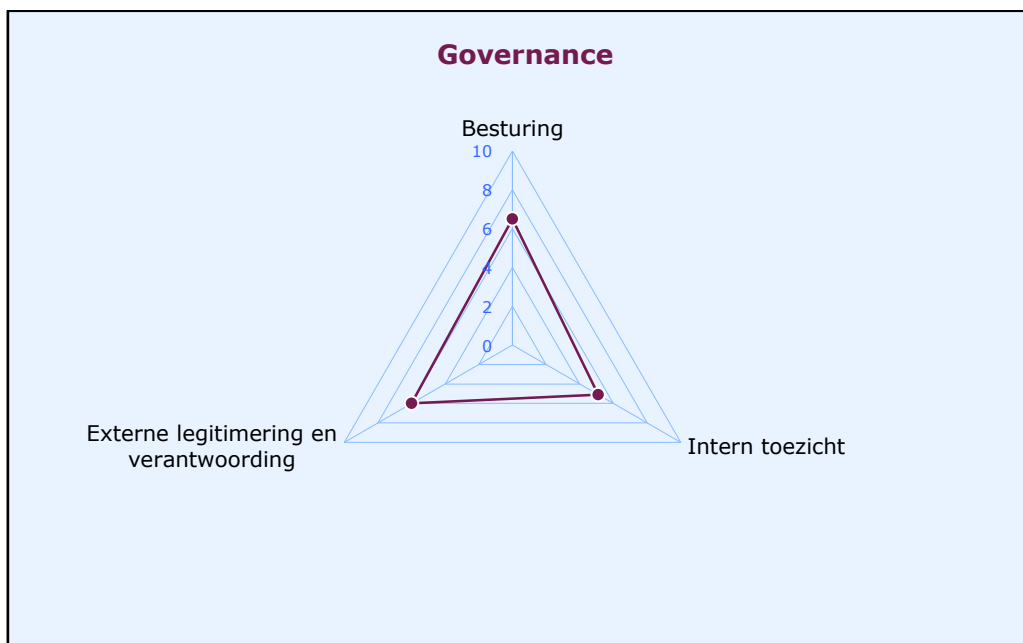 Governance
Besturing
10
8
6
4
2
0
Externe legitimering en
verantwoording
Intern toezicht